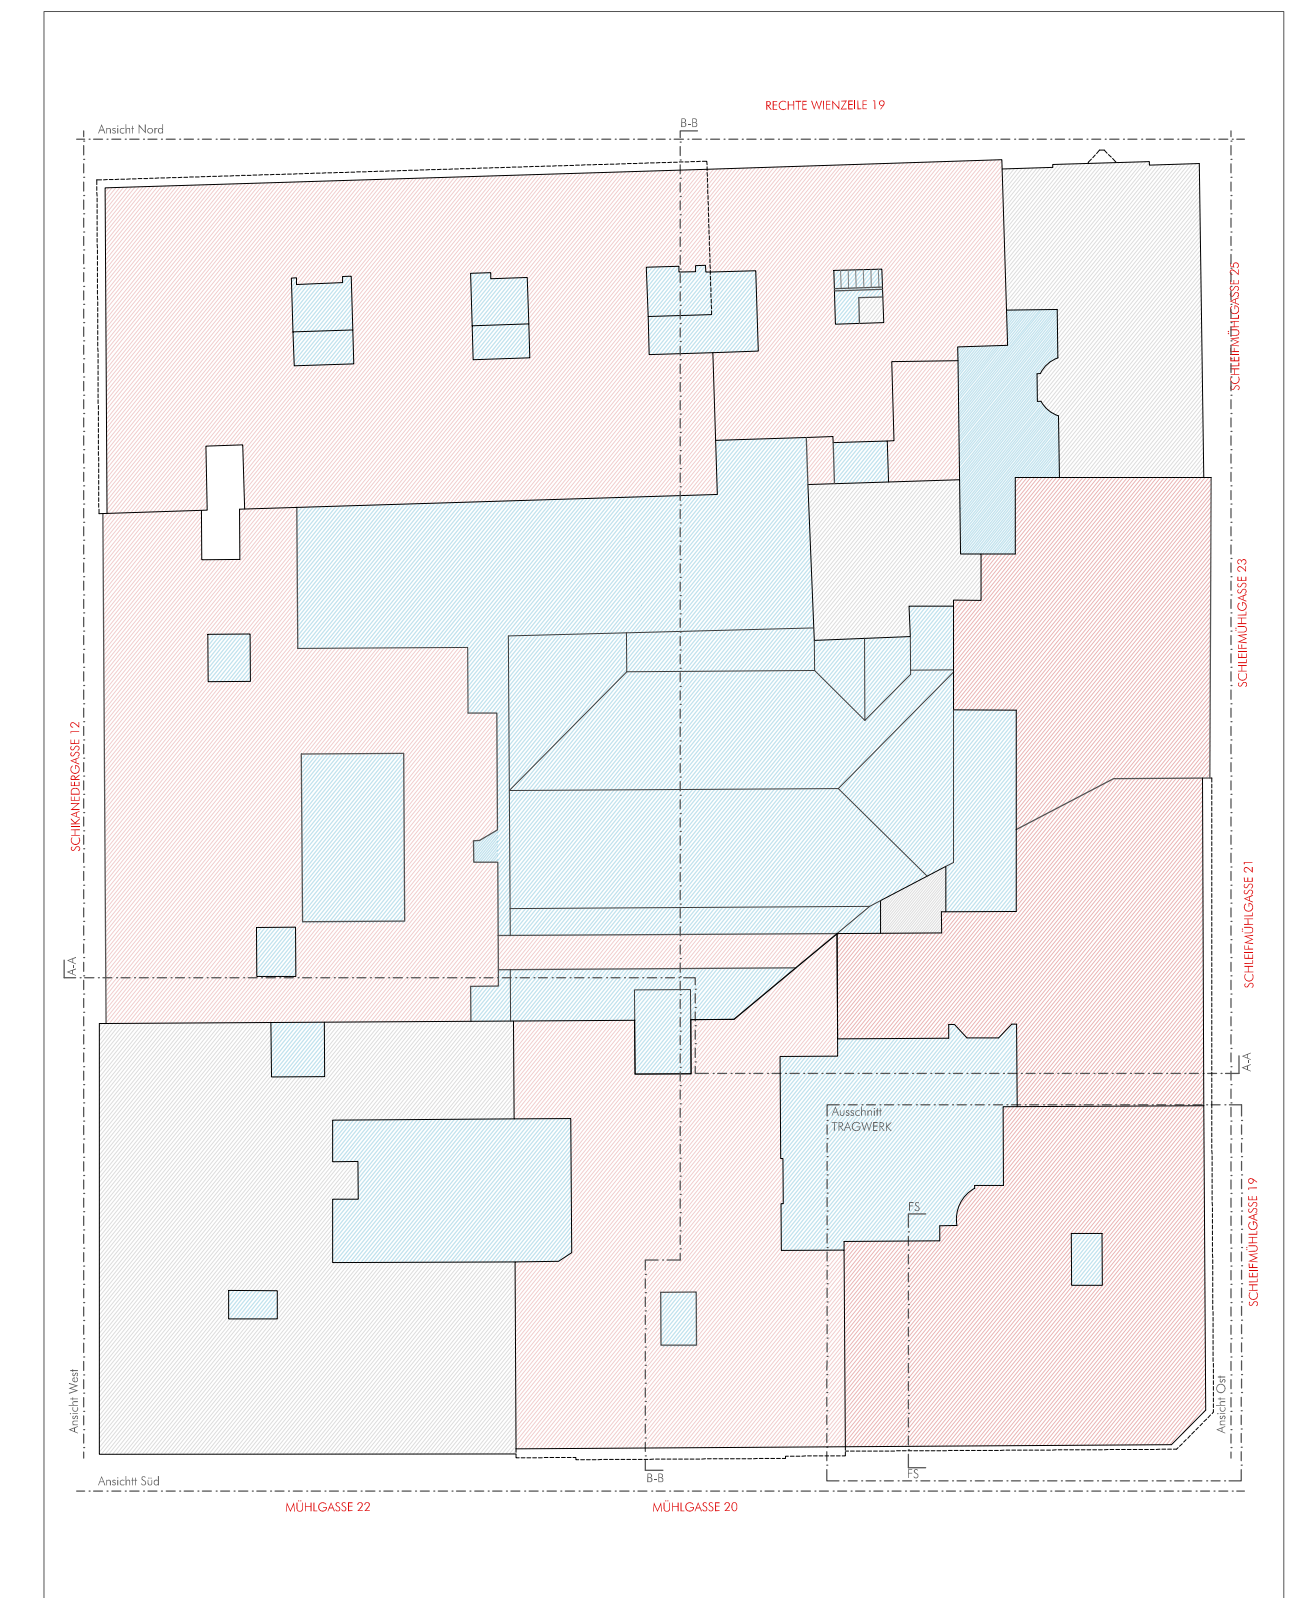 RECHTE WIENZEILE 19
B-B
Ansicht Nord
SCHLEIFMÜHLGASSE 25
SCHLEIFMÜHLGASSE 23
SCHIKANEDERGASSE 12
SCHLEIFMÜHLGASSE 21
A-A
A-A
Ausschnitt
TRAGWERK
SCHLEIFMÜHLGASSE 19
FS
Ansicht West
Ansicht Ost
FS
B-B
Ansichtt Süd
MÜHLGASSE 22
MÜHLGASSE 20